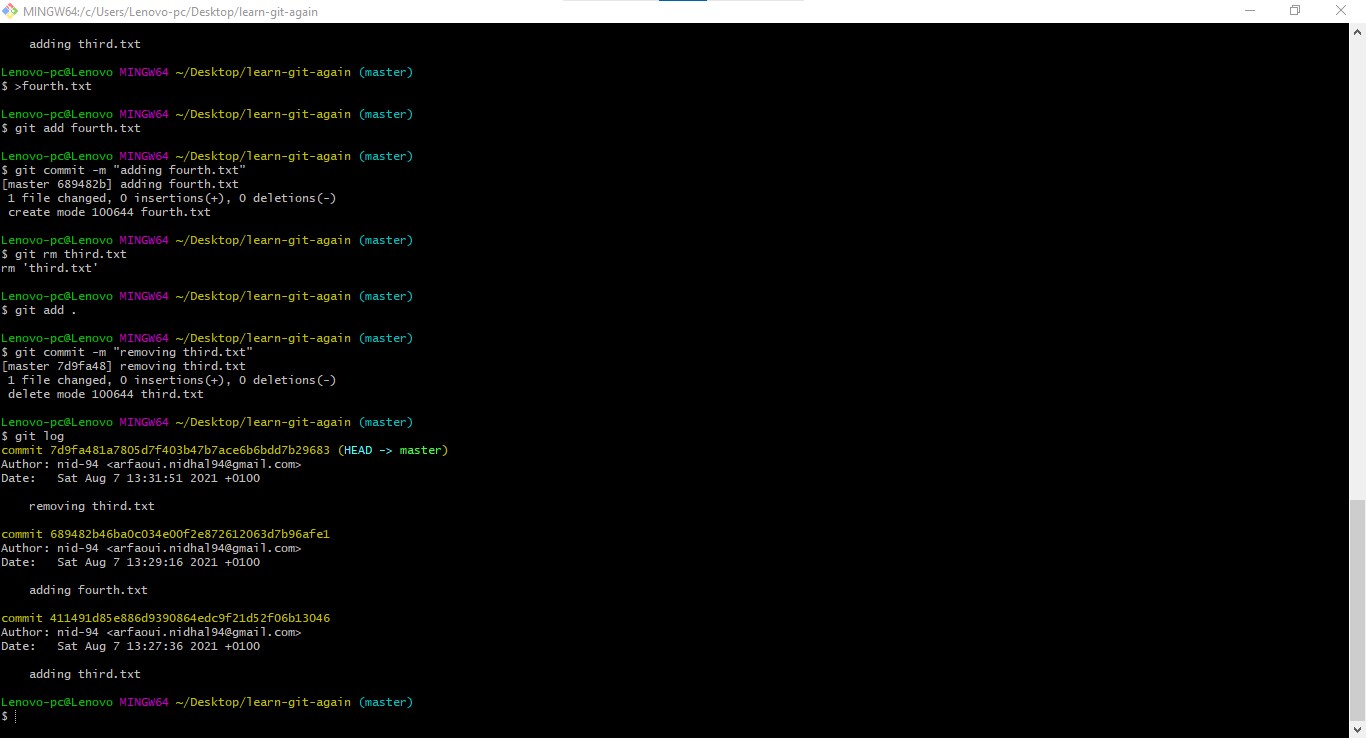 MINGW64:/c/Users/Lenovo-pc/Desktop/learn-git-again
    adding third.txt
Lenovo-pc@Lenovo MINGW64 ~/Desktop/learn-git-again (master)
$ >fourth.txt
Lenovo-pc@Lenovo MINGW64 ~/Desktop/learn-git-again (master)
$ git add fourth.txt
Lenovo-pc@Lenovo MINGW64 ~/Desktop/learn-git-again (master)
$ git commit -m "adding fourth.txt"
[master 689482b] adding fourth.txt
 1 file changed, 0 insertions(+), 0 deletions(-)
 create mode 100644 fourth.txt
Lenovo-pc@Lenovo MINGW64 ~/Desktop/learn-git-again (master)
$ git rm third.txt
rm 'third.txt'
Lenovo-pc@Lenovo MINGW64 ~/Desktop/learn-git-again (master)
$ git add .
Lenovo-pc@Lenovo MINGW64 ~/Desktop/learn-git-again (master)
$ git commit -m "removing third.txt"
[master 7d9fa48] removing third.txt
 1 file changed, 0 insertions(+), 0 deletions(-)
 delete mode 100644 third.txt
Lenovo-pc@Lenovo MINGW64 ~/Desktop/learn-git-again (master)
$ git log
commit 7d9fa481a7805d7f403b47b7ace6b6bdd7b29683 (HEAD -> master)
Author: nid-94 <arfaoui.nidhal94@gmail.com>
Date:   Sat Aug 7 13:31:51 2021 +0100
    removing third.txt
commit 689482b46ba0c034e00f2e872612063d7b96afe1
Author: nid-94 <arfaoui.nidhal94@gmail.com>
Date:   Sat Aug 7 13:29:16 2021 +0100
    adding fourth.txt
commit 411491d85e886d9390864edc9f21d52f06b13046
Author: nid-94 <arfaoui.nidhal94@gmail.com>
Date:   Sat Aug 7 13:27:36 2021 +0100
    adding third.txt
Lenovo-pc@Lenovo MINGW64 ~/Desktop/learn-git-again (master)
$